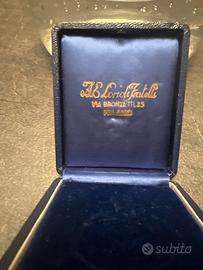 A.E. Lorioli Fratelli
VIA BRONZETTI, 25
MILANO
subito